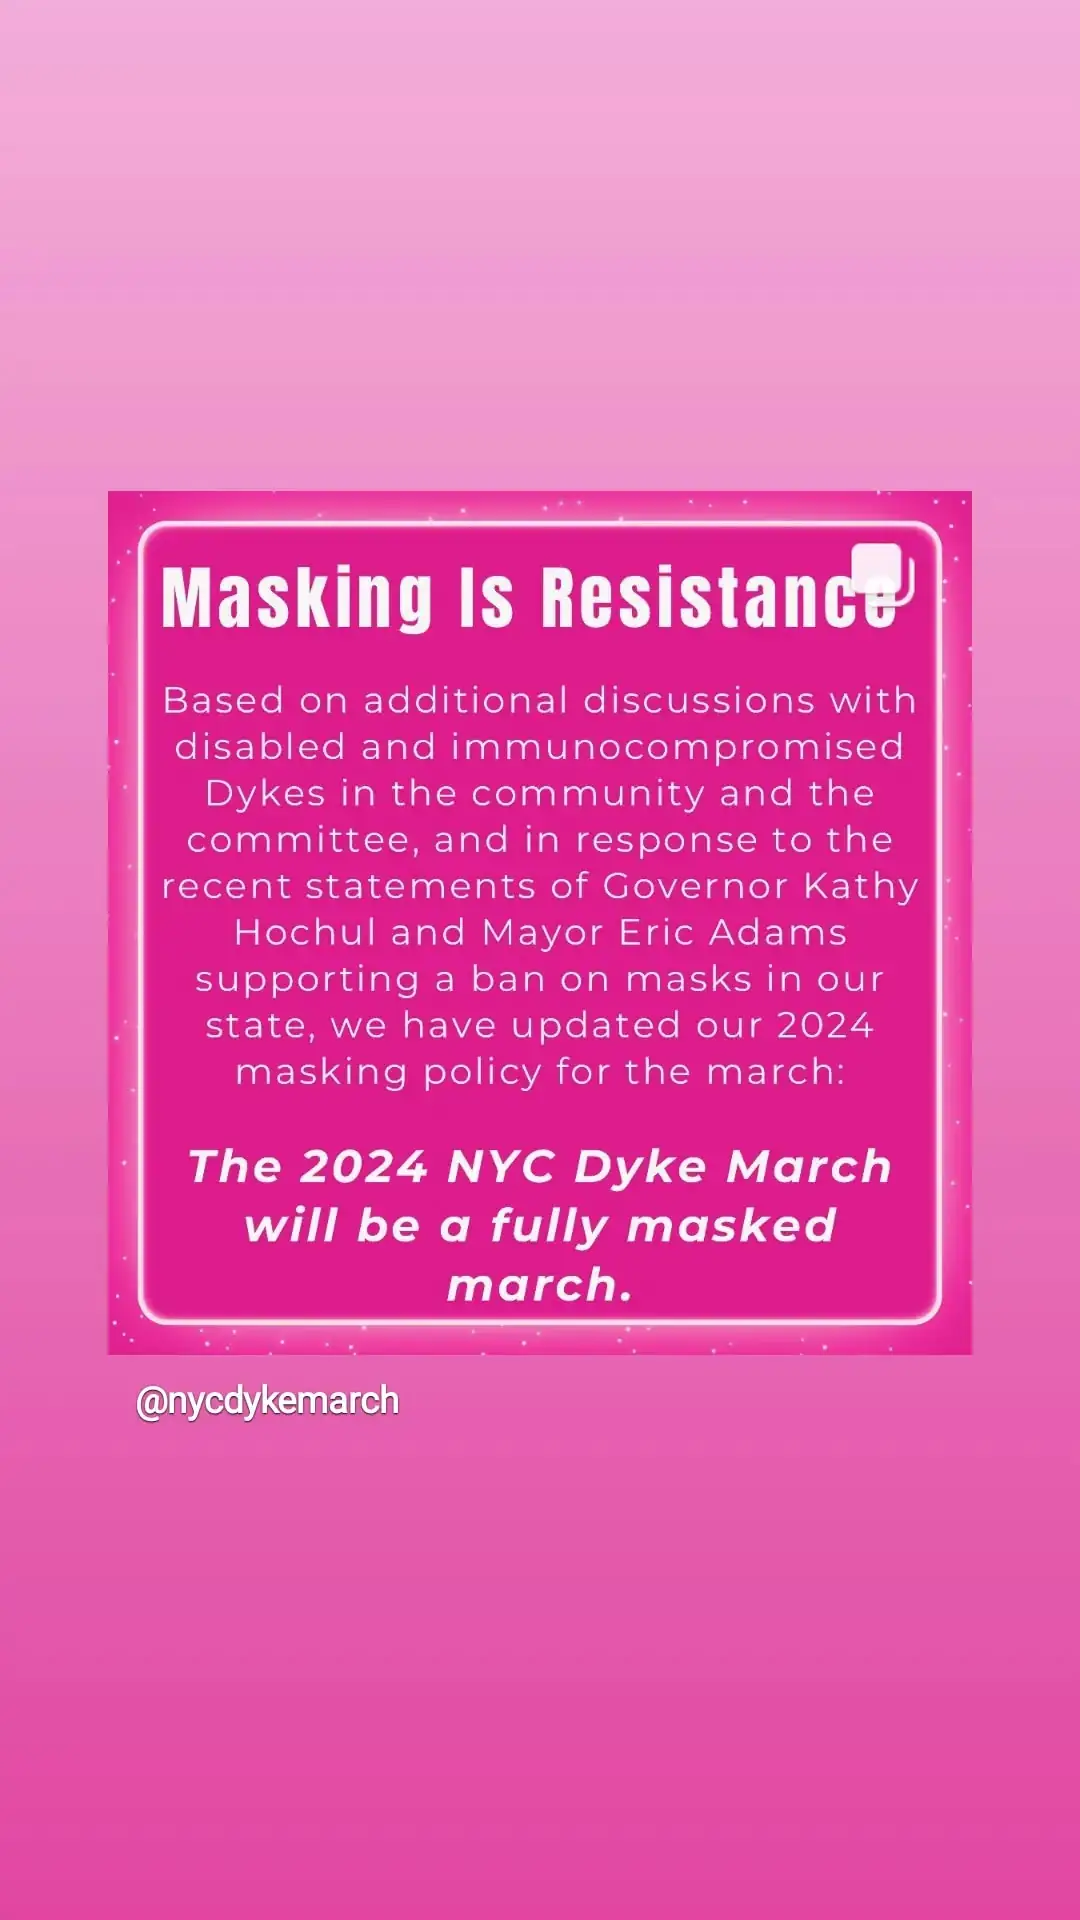 Masking Is Resistance
Based on additional discussions with
disabled and immunocompromised
Dykes in the community and the
committee, and in response to the
recent statements of Governor Kathy
Hochul and Mayor Eric Adams
supporting a ban on masks in our
state, we have updated our 2024
masking policy for the march:
The 2024 NYC Dyke March
will be a fully masked
march.
@nycdykemarch